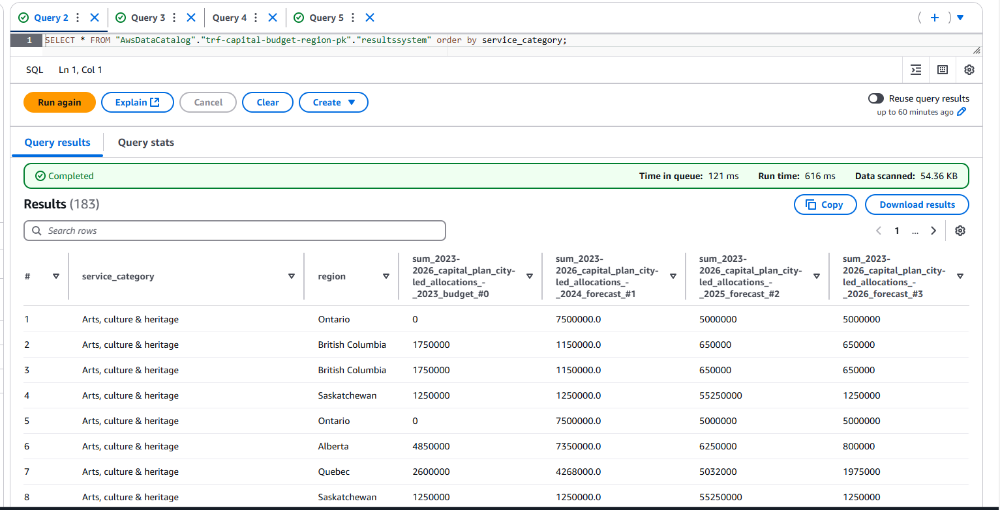 Query 2 Query 3 Query 4 Query 5
1 SELECT * FROM "AwsDataCatalog"."trf-capital-budget-region-pk"."resultssystem" order by service_category;
SQL Ln 1, Col 1
Run again Explain Cancel Clear Create Reuse query results
up to 60 minutes ago
Query results Query stats
Completed Time in queue: 121 ms Run time: 616 ms Data scanned: 54.36 KB
Results (183) Copy Download results
Search rows 1 ...
# service_category region sum_2023-2026_capital_plan_city-led_allocations_-_2023_budget_#0 sum_2023-2026_capital_plan_city-led_allocations_-_2024_forecast_#1 sum_2023-2026_capital_plan_city-led_allocations_-_2025_forecast_#2 sum_2023-2026_capital_plan_city-led_allocations_-_2026_forecast_#3
1 Arts, culture & heritage Ontario 0 7500000.0 5000000 5000000
2 Arts, culture & heritage British Columbia 1750000 1150000.0 650000 650000
3 Arts, culture & heritage British Columbia 1750000 1150000.0 650000 650000
4 Arts, culture & heritage Saskatchewan 1250000 1250000.0 55250000 1250000
5 Arts, culture & heritage Ontario 0 7500000.0 5000000 5000000
6 Arts, culture & heritage Alberta 4850000 7350000.0 6250000 800000
7 Arts, culture & heritage Quebec 2600000 4268000.0 5032000 1975000
8 Arts, culture & heritage Saskatchewan 1250000 1250000.0 55250000 1250000